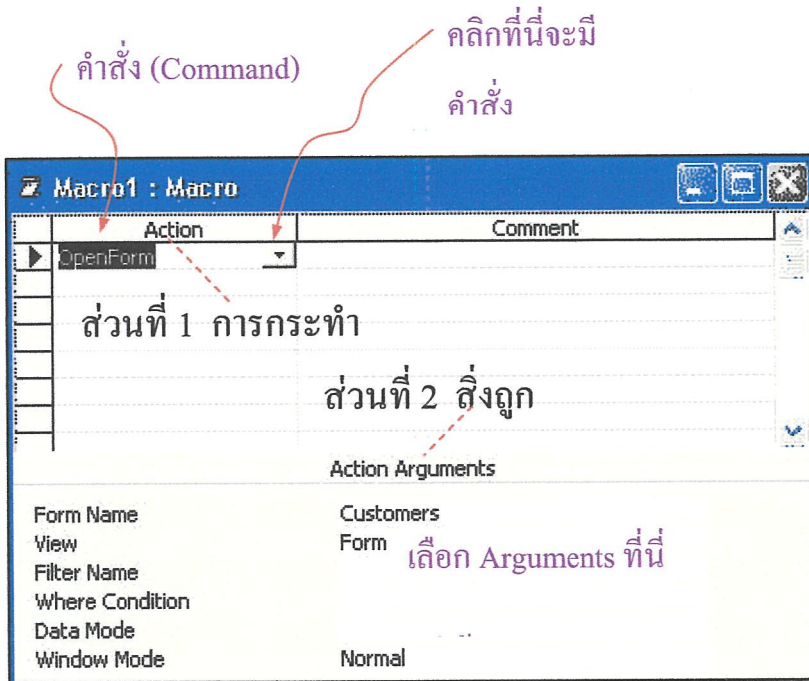 คลิกที่นี่จะมี
คำสั่ง (Command)
คำสั่ง
Macro1 : Macro
Action Comment
OpenForm
ส่วนที่ 1 การกระทำ
ส่วนที่ 2 สิ่งถูก
Action Arguments
Form Name Customers
View Form
เลือก Arguments ที่นี่
Filter Name
Where Condition
Data Mode
Window Mode Normal